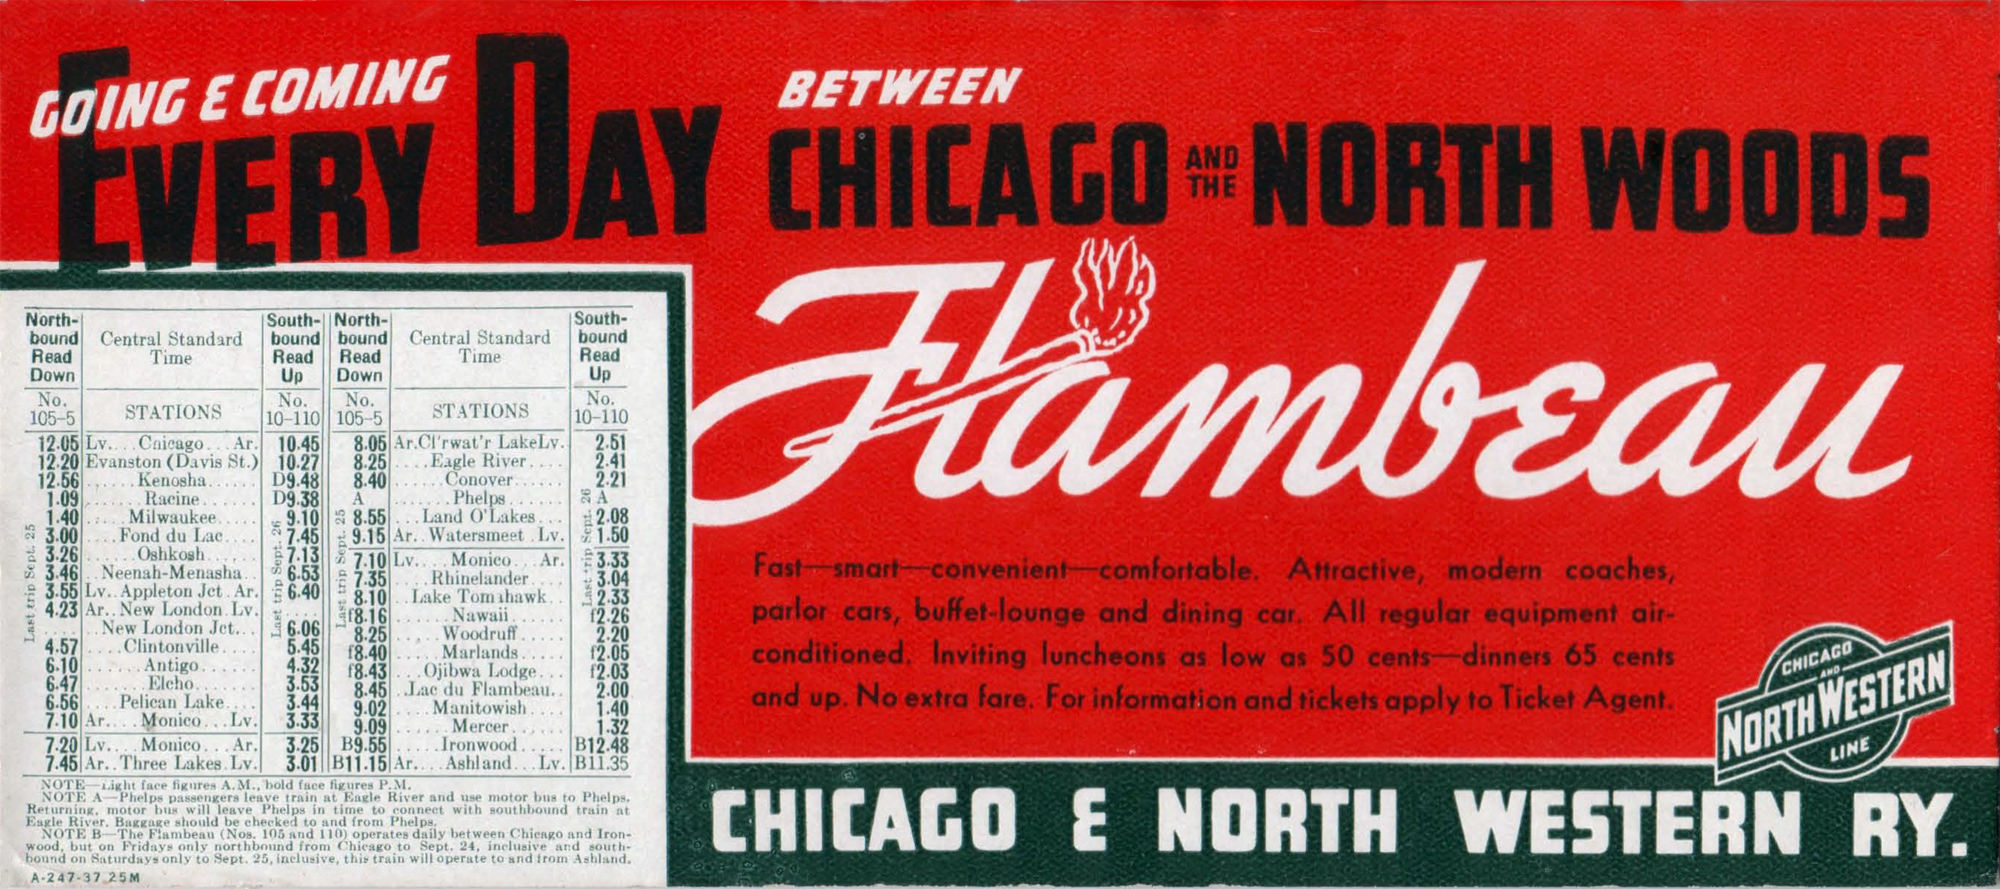 GOING & COMING
EVERY DAY
BETWEEN
CHICAGO AND THE NORTH WOODS
Flambeau
North-bound Read Down | Central Standard Time | South-bound Read Up | North-bound Read Down | Central Standard Time | South-bound Read Up
No. 105-5 | STATIONS | No. 10-110 | No. 105-5 | STATIONS | No. 10-110
12.05 Lv....Chicago...Ar. 10.45 | 8.05 Ar.Cl'rwat'r Lake Lv. 2.51
12.20 Evanston (Davis St.) 10.27 | 8.25 ....Eagle River.... 2.41
12.56 ......Kenosha...... D9.48 | 8.40 ......Conover...... 2.21
1.09 ......Racine...... D9.38 | A ......Phelps...... A
1.40 .....Milwaukee..... 9.10 | 8.55 ...Land O'Lakes... 2.08
3.00 ....Fond du Lac.... 7.45 | 9.15 Ar..Watersmeet.Lv. 1.50
3.26 ......Oshkosh...... 7.13 | 7.10 Lv....Monico...Ar. 3.33
3.46 ..Neenah-Menasha.. 6.53 | 7.35 ....Rhinelander.... 3.04
3.55 Lv..Appleton Jct.Ar. 6.40 | 8.10 ..Lake Tomahawk.. 2.33
4.23 Ar..New London.Lv. ..... | f8.16 ......Nawaii...... f2.26
..... ..New London Jct... 6.06 | 8.25 .....Woodruff..... 2.20
4.57 ....Clintonville.... 5.45 | f8.40 .....Marlands..... f2.05
6.10 ......Antigo...... 4.32 | f8.43 ...Ojibwa Lodge... f2.03
6.47 ......Elcho...... 3.53 | 8.45 ..Lac du Flambeau.. 2.00
6.56 ....Pelican Lake.... 3.44 | 9.02 ....Manitowish.... 1.40
7.10 Ar....Monico...Lv. 3.33 | 9.09 ......Mercer...... 1.32
7.20 Lv....Monico...Ar. 3.25 | B9.55 .....Ironwood..... B12.48
7.45 Ar..Three Lakes.Lv. 3.01 | B11.15 Ar....Ashland...Lv. B11.35
Last trip Sept. 25
Last trip Sept. 26
Last trip Sept. 25
Last trip Sept. 26
NOTE—Light face figures A.M., bold face figures P.M.
NOTE A—Phelps passengers leave train at Eagle River and use motor bus to Phelps.
Returning, motor bus will leave Phelps in time to connect with southbound train at
Eagle River. Baggage should be checked to and from Phelps.
NOTE B—The Flambeau (Nos. 105 and 110) operates daily between Chicago and Iron-
wood, but on Fridays only northbound from Chicago to Sept. 24, inclusive and south-
bound on Saturdays only to Sept. 25, inclusive, this train will operate to and from Ashland.
A-247-37 25M
Fast—smart—convenient—comfortable. Attractive, modern coaches,
parlor cars, buffet-lounge and dining car. All regular equipment air-
conditioned. Inviting luncheons as low as 50 cents—dinners 65 cents
and up. No extra fare. For information and tickets apply to Ticket Agent.
CHICAGO
AND
NORTH WESTERN
LINE
CHICAGO & NORTH WESTERN RY.